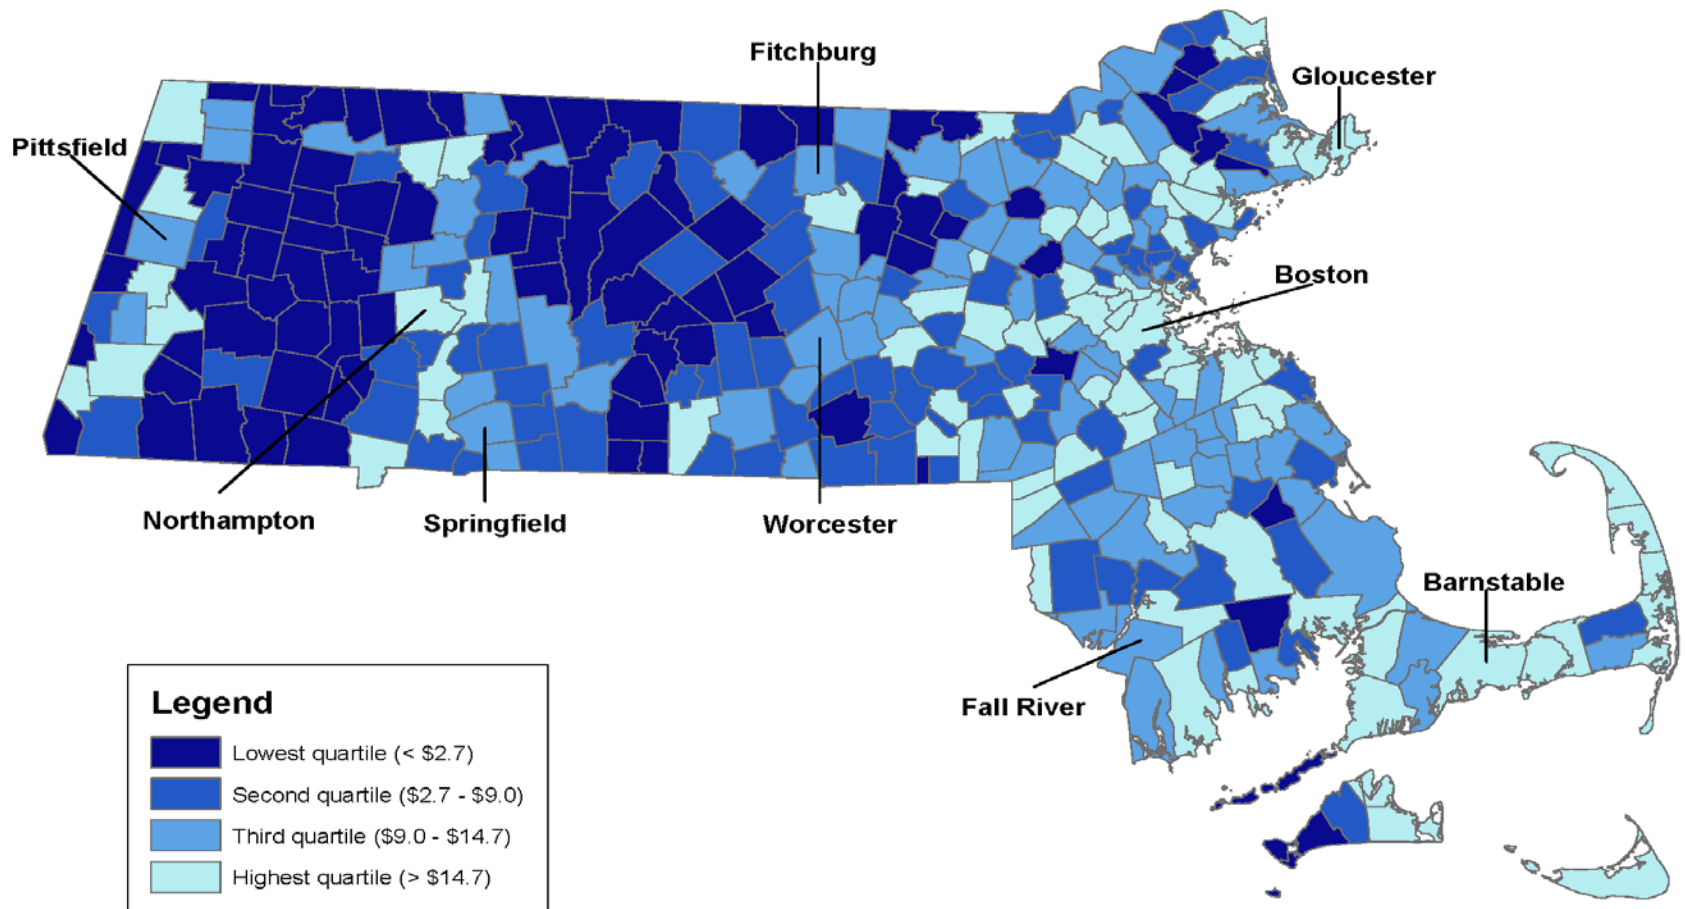 Fitchburg
Gloucester
Pittsfield
Boston
Northampton
Springfield
Worcester
Barnstable
Fall River
Legend
Lowest quartile (< $2.7)
Second quartile ($2.7 - $9.0)
Third quartile ($9.0 - $14.7)
Highest quartile (> $14.7)